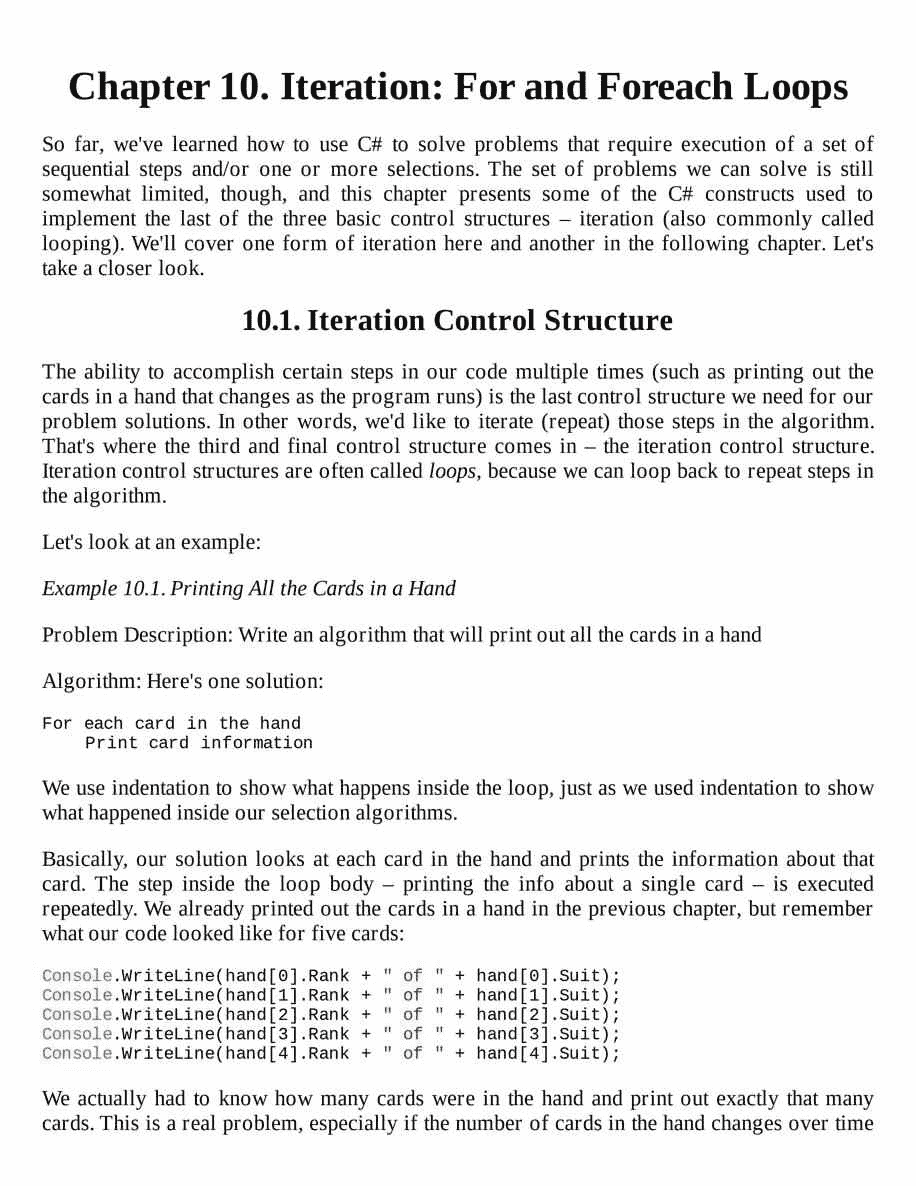 Chapter 10. Iteration: For and Foreach Loops
So far, we've learned how to use C# to solve problems that require execution of a set of
sequential steps and/or one or more selections. The set of problems we can solve is still
somewhat limited, though, and this chapter presents some of the C# constructs used to
implement the last of the three basic control structures – iteration (also commonly called
looping). We'll cover one form of iteration here and another in the following chapter. Let's
take a closer look.
10.1. Iteration Control Structure
The ability to accomplish certain steps in our code multiple times (such as printing out the
cards in a hand that changes as the program runs) is the last control structure we need for our
problem solutions. In other words, we'd like to iterate (repeat) those steps in the algorithm.
That's where the third and final control structure comes in – the iteration control structure.
Iteration control structures are often called loops, because we can loop back to repeat steps in
the algorithm.
Let's look at an example:
Example 10.1. Printing All the Cards in a Hand
Problem Description: Write an algorithm that will print out all the cards in a hand
Algorithm: Here's one solution:
For each card in the hand
    Print card information
We use indentation to show what happens inside the loop, just as we used indentation to show
what happened inside our selection algorithms.
Basically, our solution looks at each card in the hand and prints the information about that
card. The step inside the loop body – printing the info about a single card – is executed
repeatedly. We already printed out the cards in a hand in the previous chapter, but remember
what our code looked like for five cards:
Console.WriteLine(hand[0].Rank + " of " + hand[0].Suit);
Console.WriteLine(hand[1].Rank + " of " + hand[1].Suit);
Console.WriteLine(hand[2].Rank + " of " + hand[2].Suit);
Console.WriteLine(hand[3].Rank + " of " + hand[3].Suit);
Console.WriteLine(hand[4].Rank + " of " + hand[4].Suit);
We actually had to know how many cards were in the hand and print out exactly that many
cards. This is a real problem, especially if the number of cards in the hand changes over time